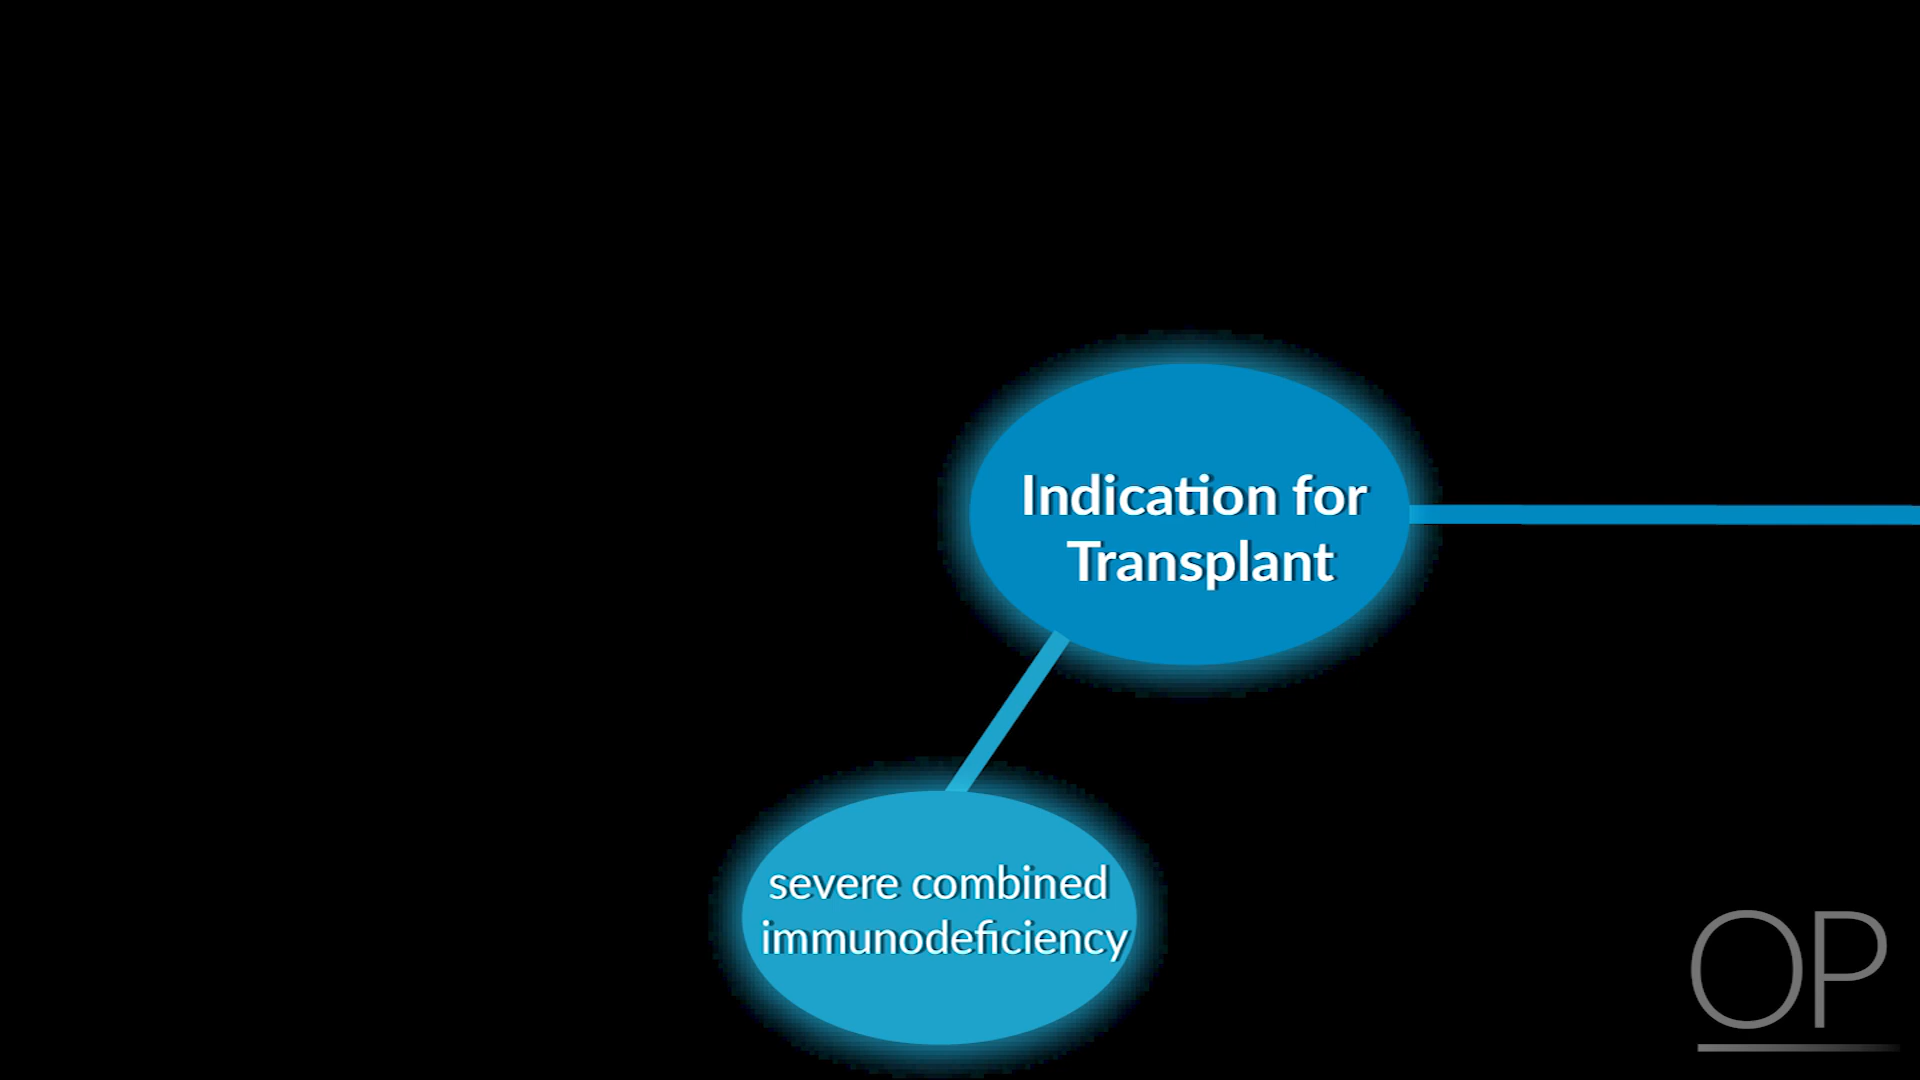 Indication for
Transplant
severe combined
immunodeficiency
OP